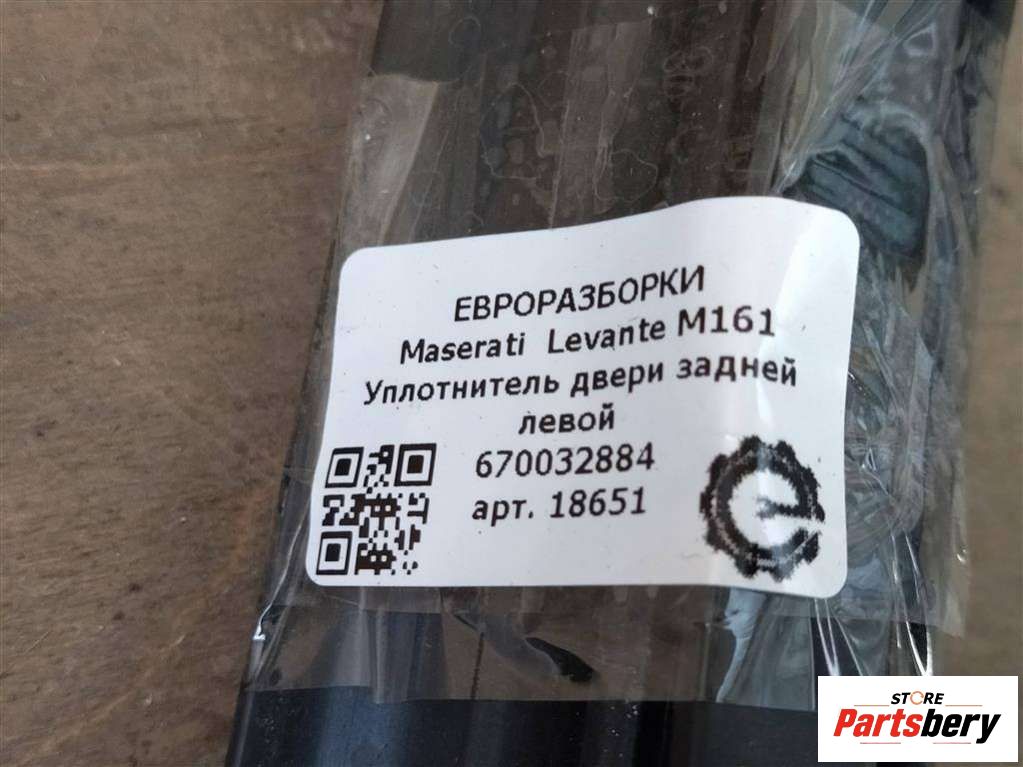 ЕВРОРАЗБОРКИ
Maserati Levante M161
Уплотнитель двери задней
левой
670032884
арт. 18651
STORE
Partsbery